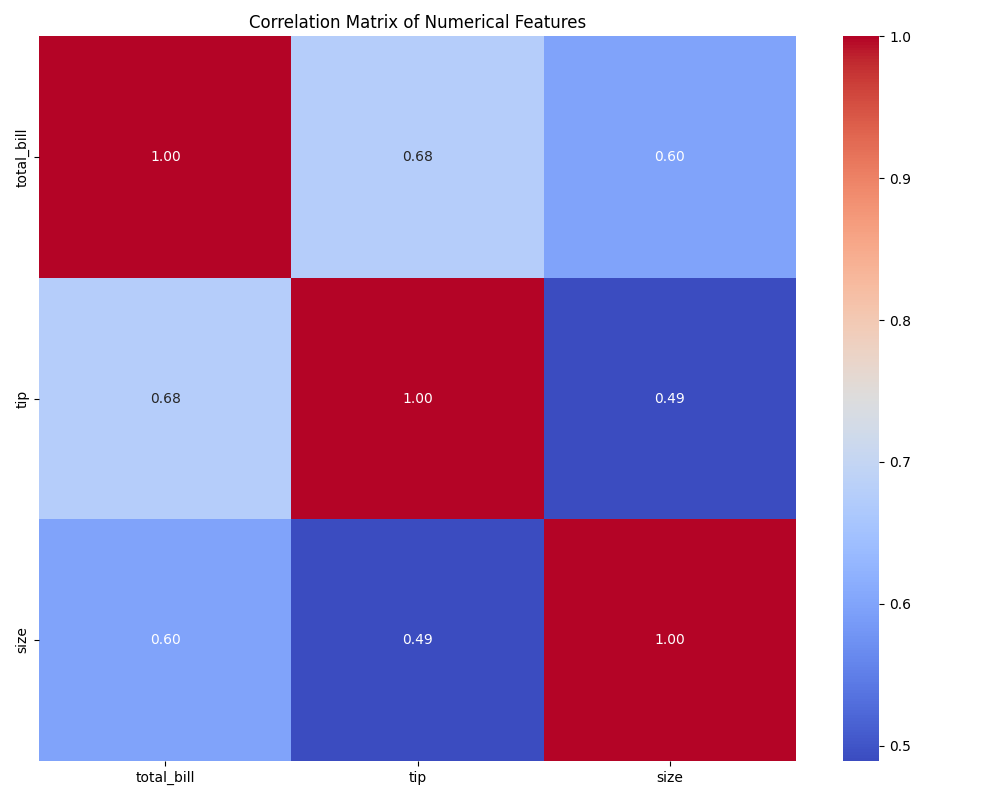 Correlation Matrix of Numerical Features
total_bill
1.00
0.68
0.60
tip
0.68
1.00
0.49
size
0.60
0.49
1.00
total_bill
tip
size
1.0
0.9
0.8
0.7
0.6
0.5